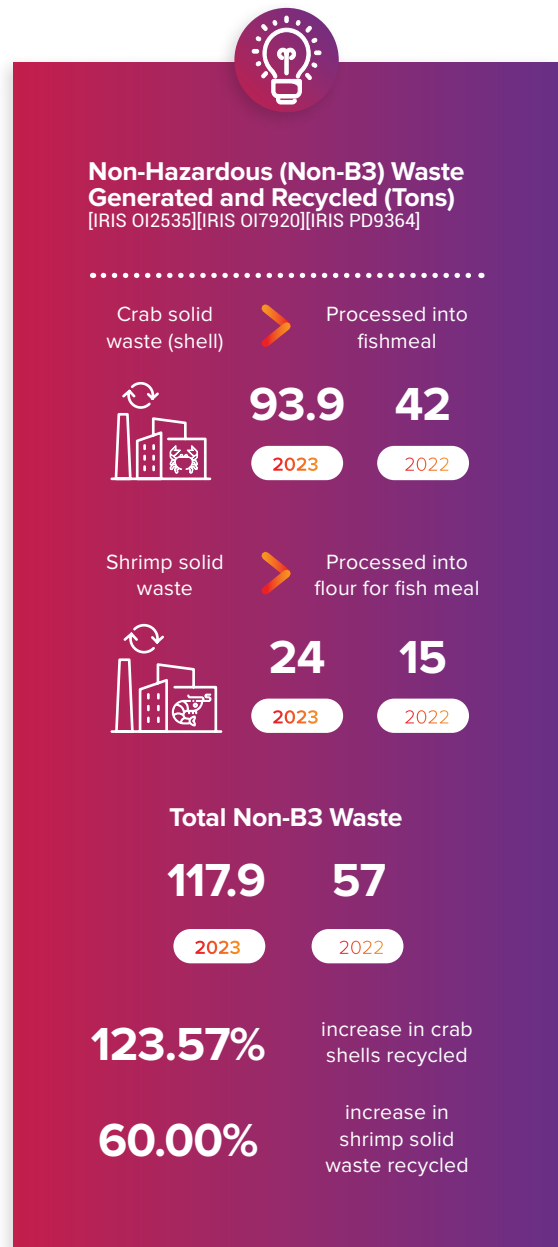 Non-Hazardous (Non-B3) Waste
Generated and Recycled (Tons)
[IRIS OI2535][IRIS OI7920][IRIS PD9364]
Crab solid
waste (shell)
Processed into
fishmeal
93.9 42
2023 2022
Shrimp solid
waste
Processed into
flour for fish meal
24 15
2023 2022
Total Non-B3 Waste
117.9 57
2023 2022
123.57%
increase in crab
shells recycled
60.00%
increase in
shrimp solid
waste recycled